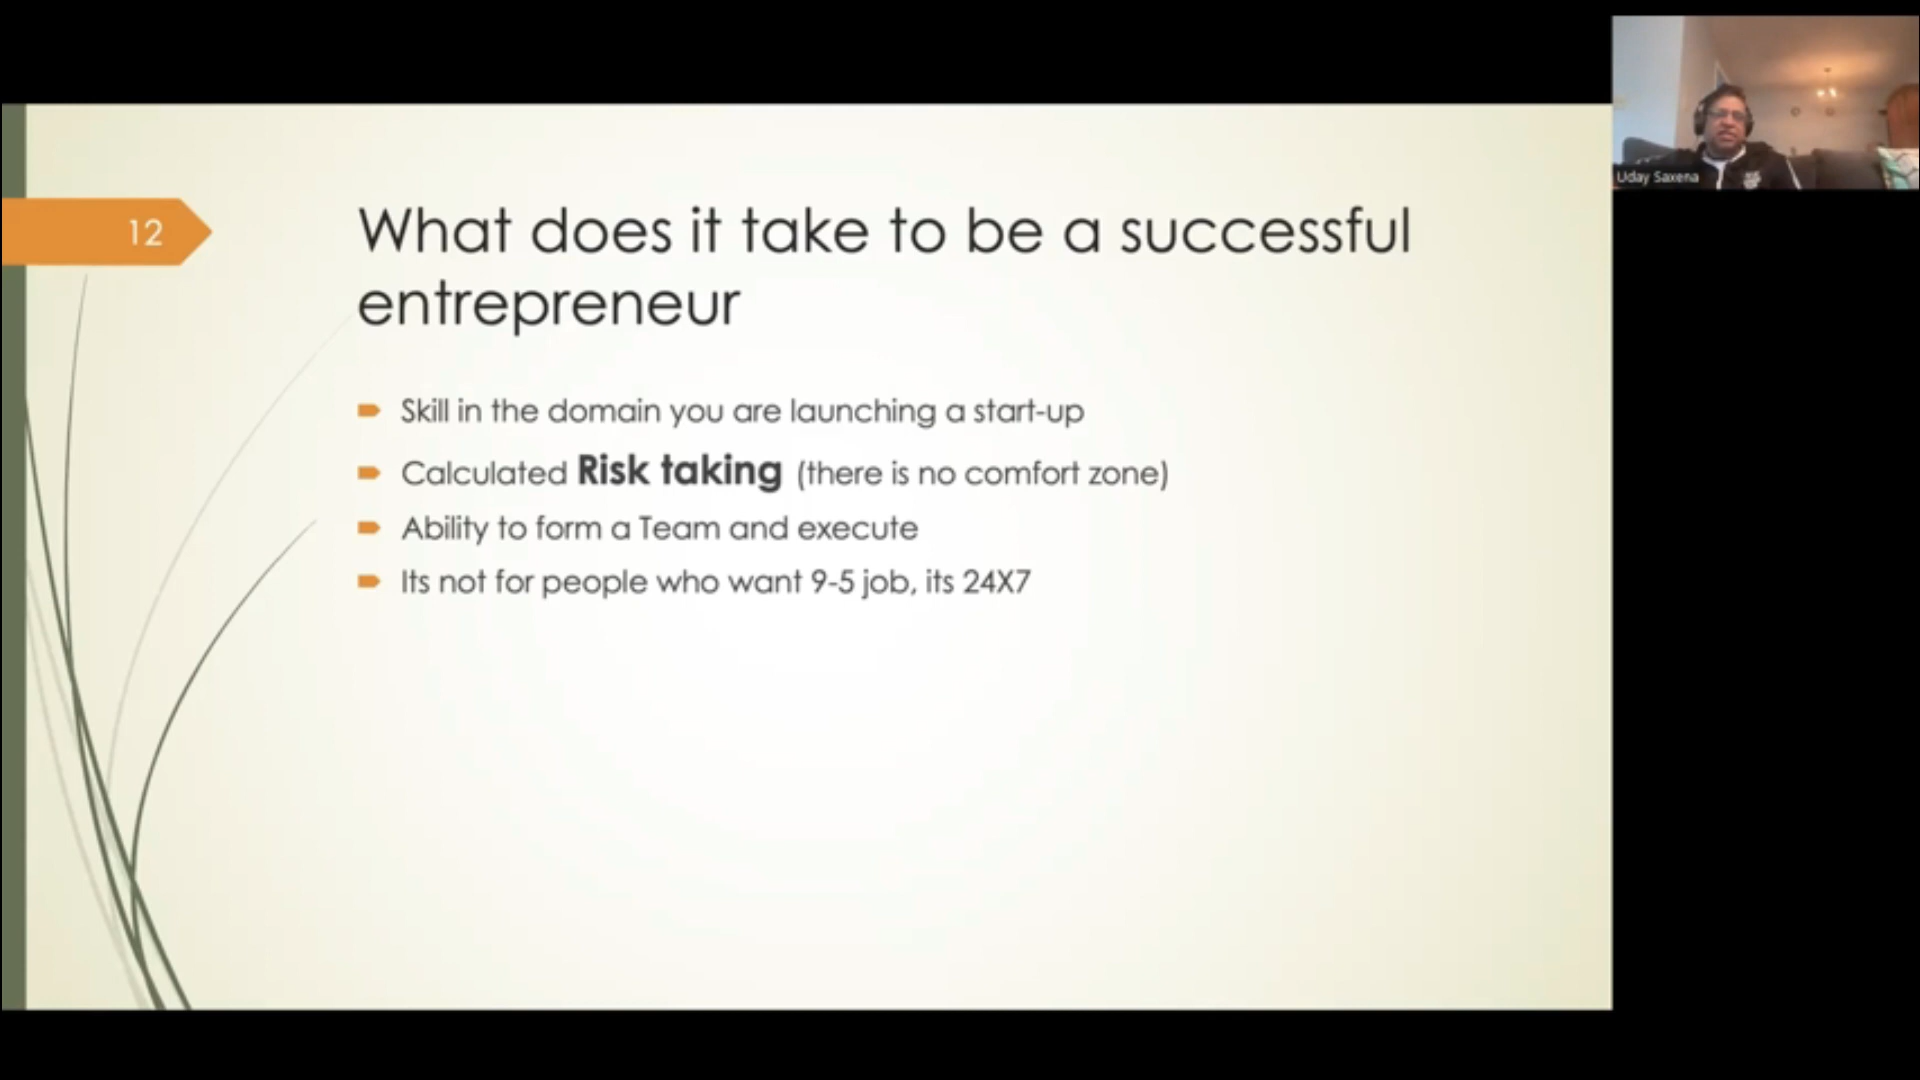 12
What does it take to be a successful
entrepreneur
Skill in the domain you are launching a start-up
Calculated Risk taking (there is no comfort zone)
Ability to form a Team and execute
Its not for people who want 9-5 job, its 24X7
Uday Saxena